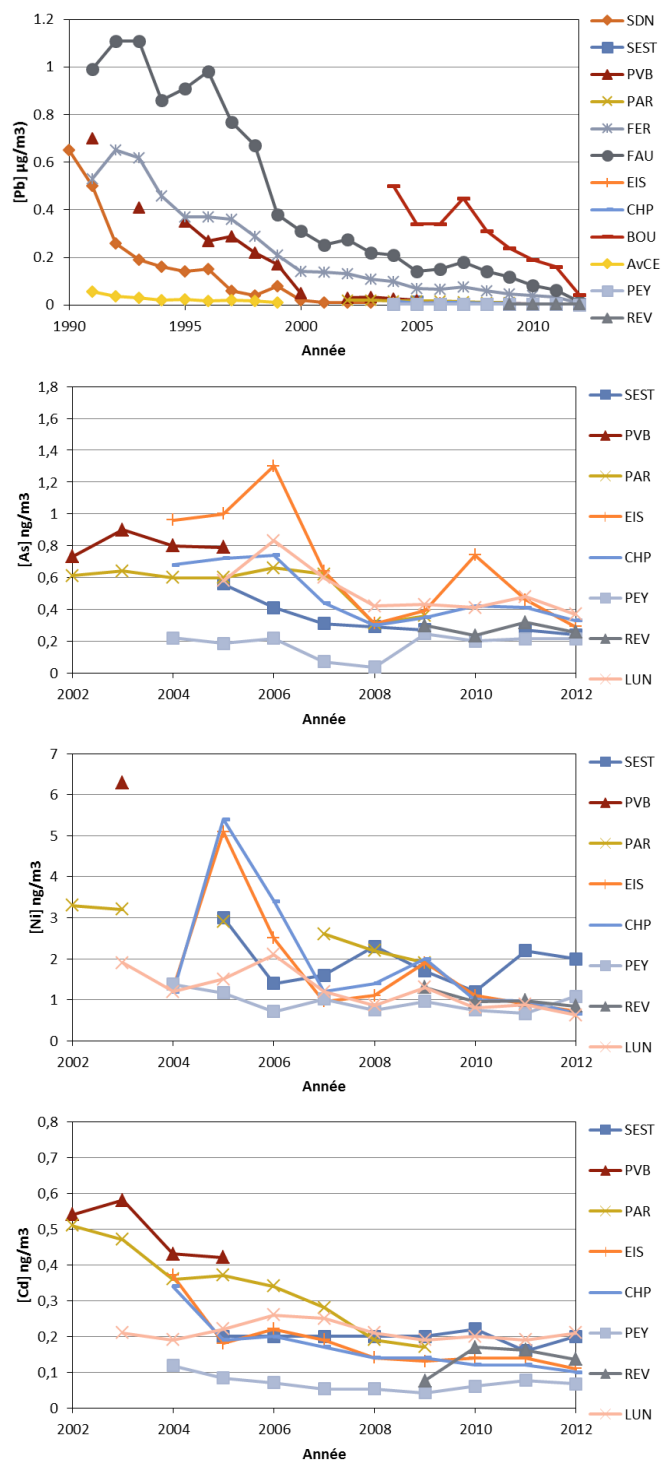 [Pb] µg/m3
1.2
1
0.8
0.6
0.4
0.2
0
1990
1995
2000
2005
2010
Année
SDN
SEST
PVB
PAR
FER
FAU
EIS
CHP
BOU
AvCE
PEY
REV
[As] ng/m3
1,8
1,6
1,4
1,2
1
0,8
0,6
0,4
0,2
0
2002
2004
2006
2008
2010
2012
Année
SEST
PVB
PAR
EIS
CHP
PEY
REV
LUN
[Ni] ng/m3
7
6
5
4
3
2
1
0
2002
2004
2006
2008
2010
2012
Année
SEST
PVB
PAR
EIS
CHP
PEY
REV
LUN
[Cd] ng/m3
0,8
0,7
0,6
0,5
0,4
0,3
0,2
0,1
0
2002
2004
2006
2008
2010
2012
Année
SEST
PVB
PAR
EIS
CHP
PEY
REV
LUN